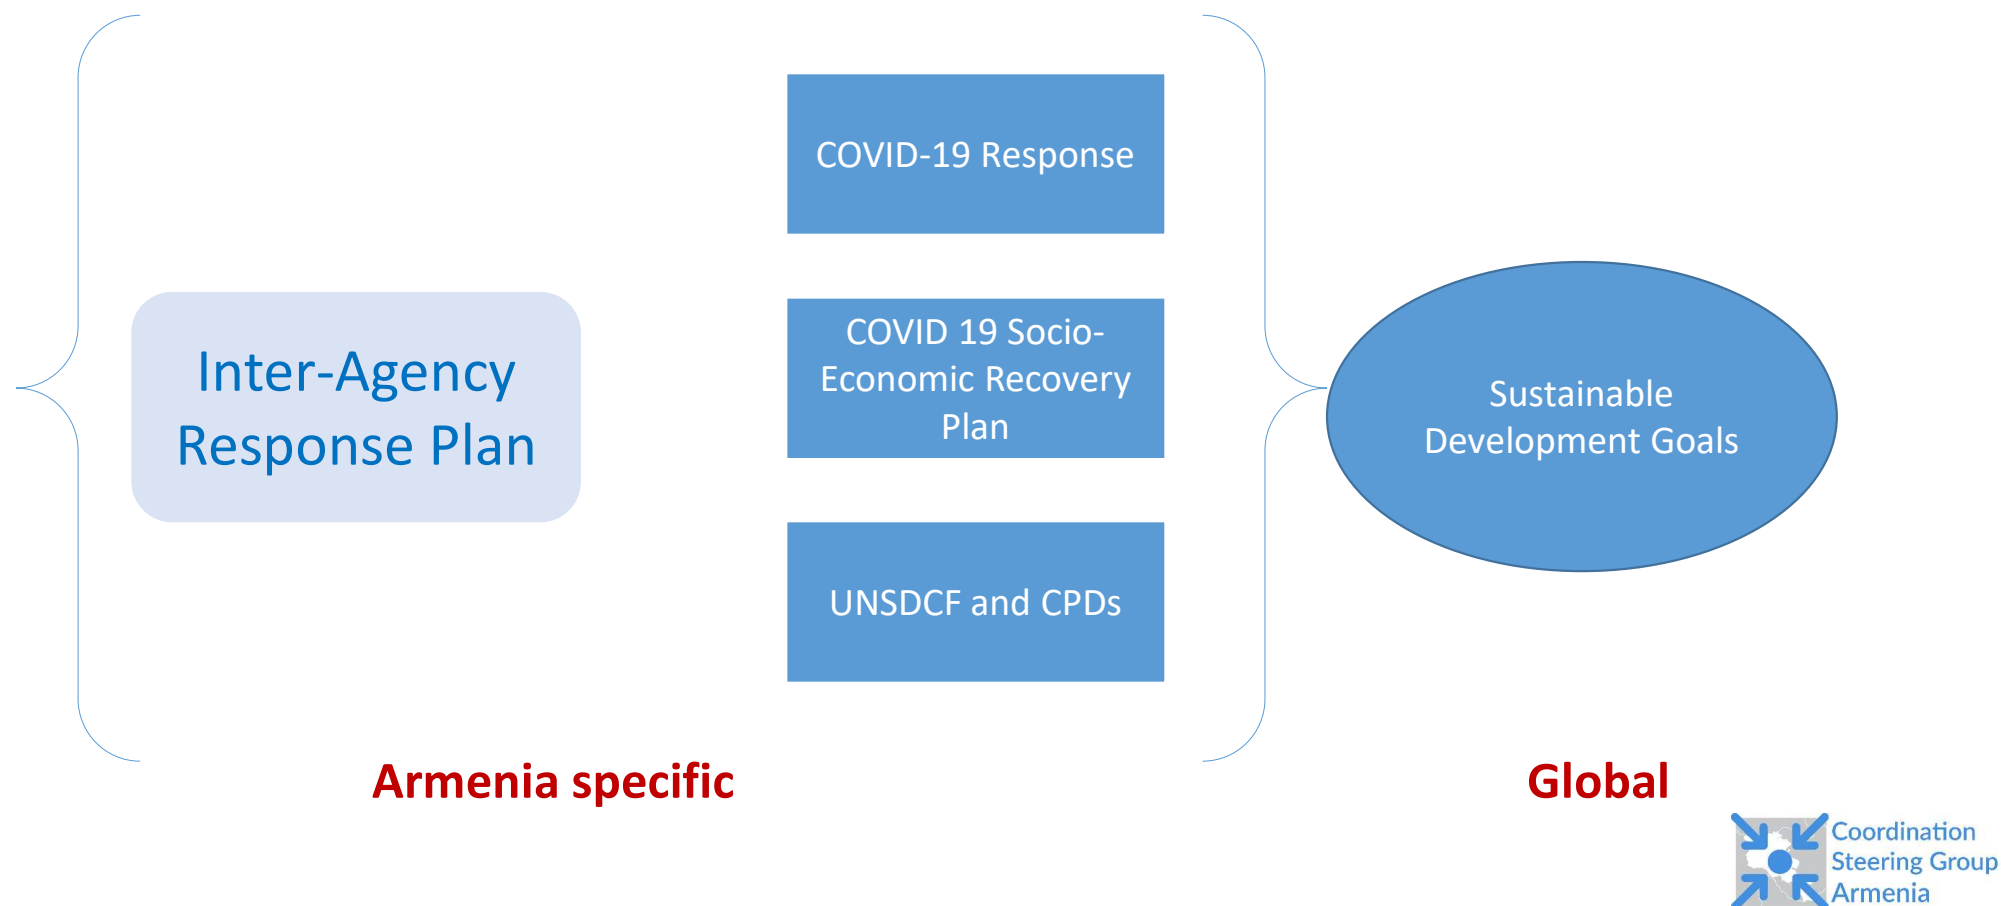 Inter-Agency
Response Plan
COVID-19 Response
COVID 19 Socio-
Economic Recovery
Plan
UNSDCF and CPDs
Sustainable
Development Goals
Armenia specific
Global
Coordination
Steering Group
Armenia